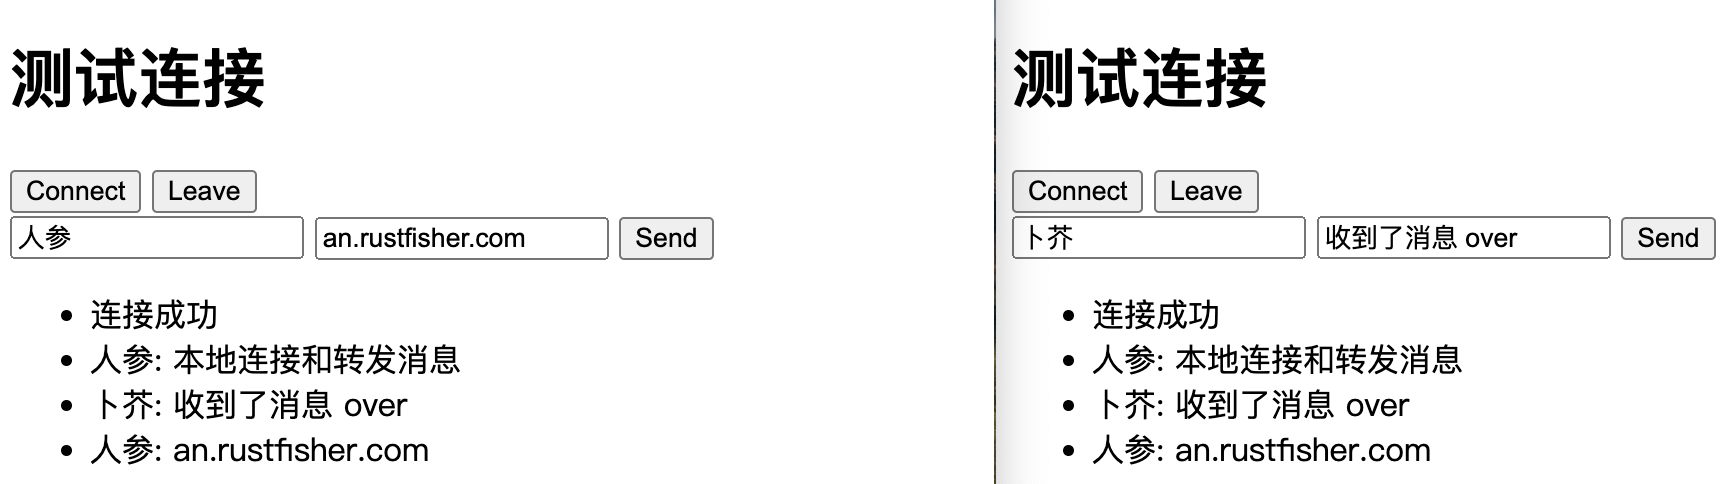 测试连接
Connect Leave
人参 an.rustfisher.com Send
连接成功
人参: 本地连接和转发消息
卜芥: 收到了消息 over
人参: an.rustfisher.com
测试连接
Connect Leave
卜芥 收到了消息 over Send
连接成功
人参: 本地连接和转发消息
卜芥: 收到了消息 over
人参: an.rustfisher.com